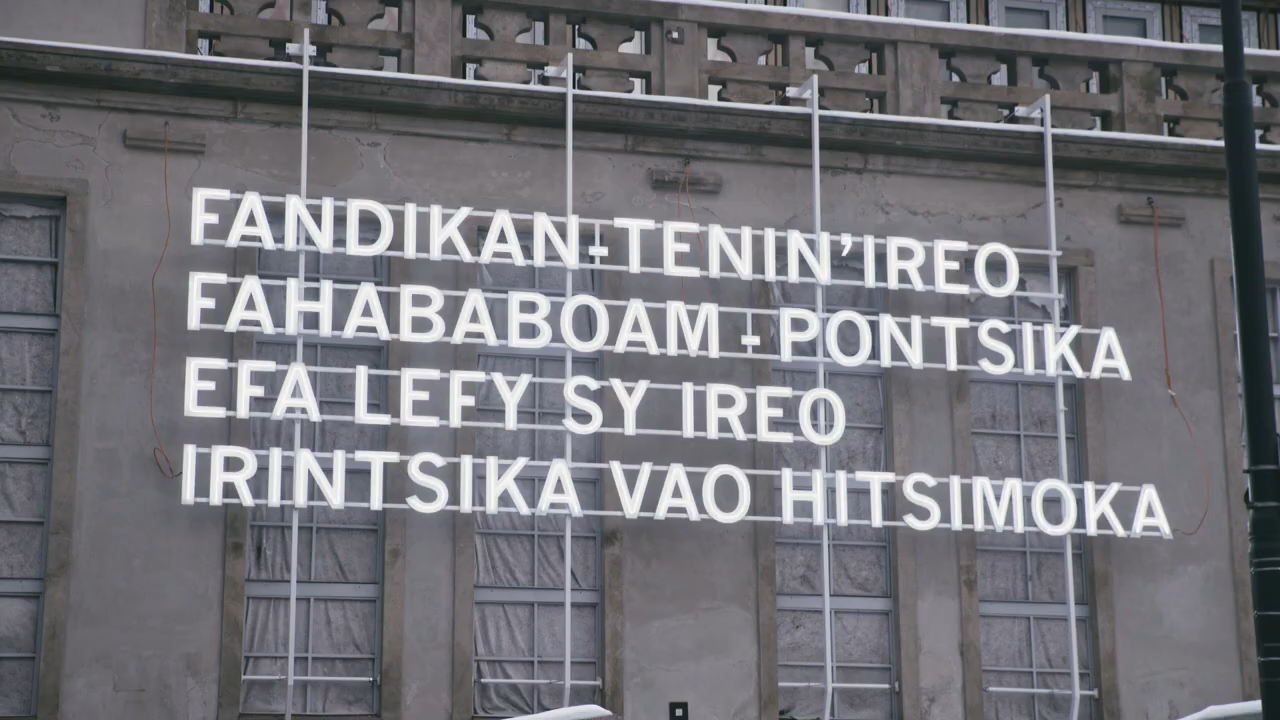 FANDIKAN-TENIN'IREO
FAHABABOAM - PONTSIKA
EFA LEFY SY IREO
IRINTSIKA VAO HITSIMOKA